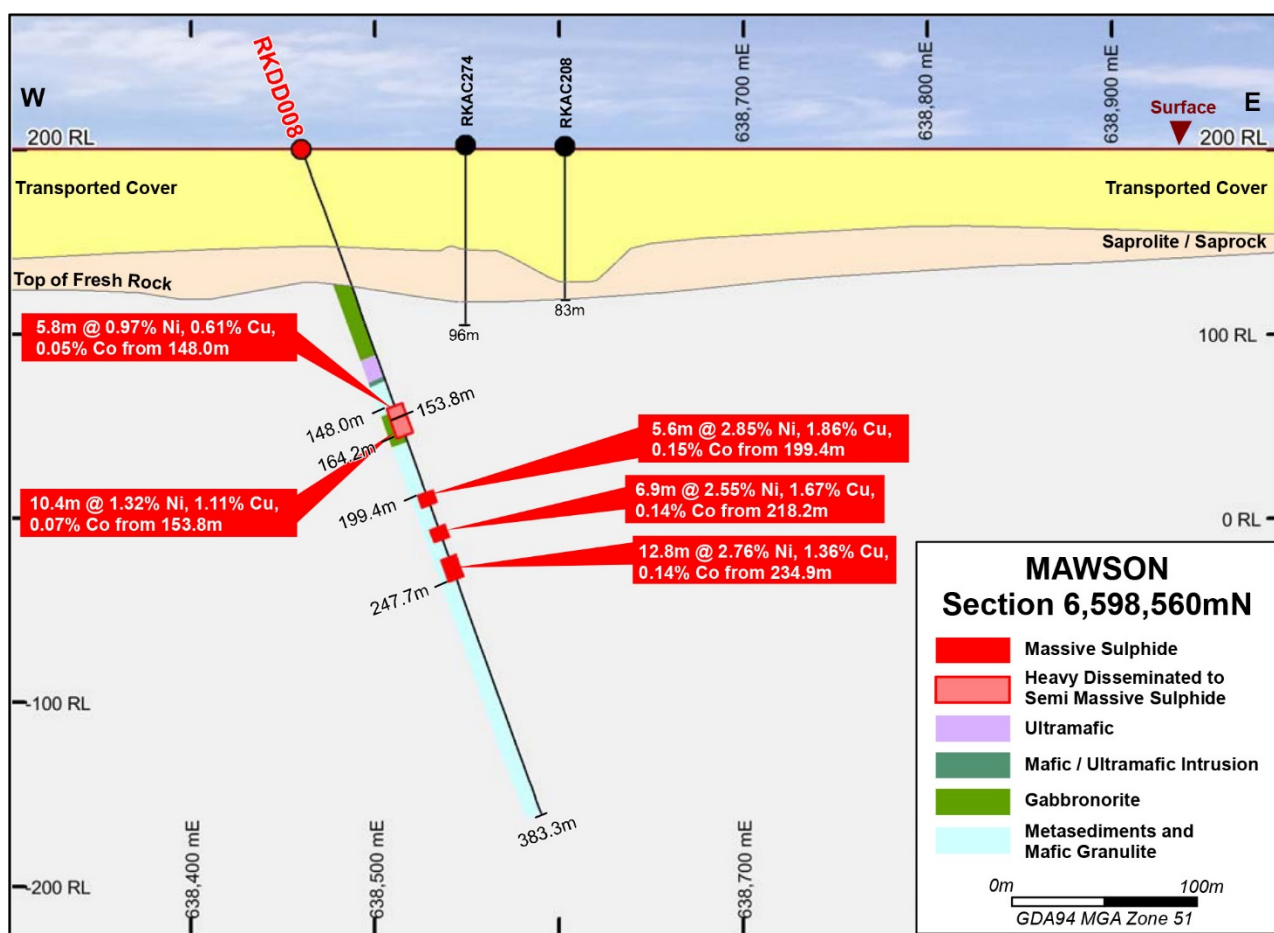 RKDD008
RKAC274
RKAC208
638,700 mE
638,800 mE
638,900 mE
W
E
Surface
200 RL
200 RL
Transported Cover
Transported Cover
Saprolite / Saprock
Top of Fresh Rock
83m
96m
100 RL
5.8m @ 0.97% Ni, 0.61% Cu,
0.05% Co from 148.0m
148.0m
153.8m
164.2m
5.6m @ 2.85% Ni, 1.86% Cu,
0.15% Co from 199.4m
10.4m @ 1.32% Ni, 1.11% Cu,
0.07% Co from 153.8m
199.4m
6.9m @ 2.55% Ni, 1.67% Cu,
0.14% Co from 218.2m
0 RL
12.8m @ 2.76% Ni, 1.36% Cu,
0.14% Co from 234.9m
247.7m
-100 RL
383.3m
-200 RL
638,400 mE
638,500 mE
638,700 mE
MAWSON
Section 6,598,560mN
Massive Sulphide
Heavy Disseminated to
Semi Massive Sulphide
Ultramafic
Mafic / Ultramafic Intrusion
Gabbronorite
Metasediments and
Mafic Granulite
0m
100m
GDA94 MGA Zone 51